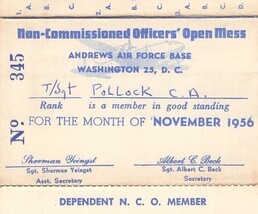 A B C D A B C
Non-Commissioned Officers' Open Mess
ANDREWS AIR FORCE BASE
WASHINGTON 25, D. C.
No. 345
T/Sgt Pollock C. A.
Rank is a member in good standing
FOR THE MONTH OF NOVEMBER 1956
Sherman Yeingst Albert C. Beck
Sgt. Sherman Yeingst Sgt. Albert C. Beck
Asst. Secretary Secretary
DEPENDENT N. C. O. MEMBER